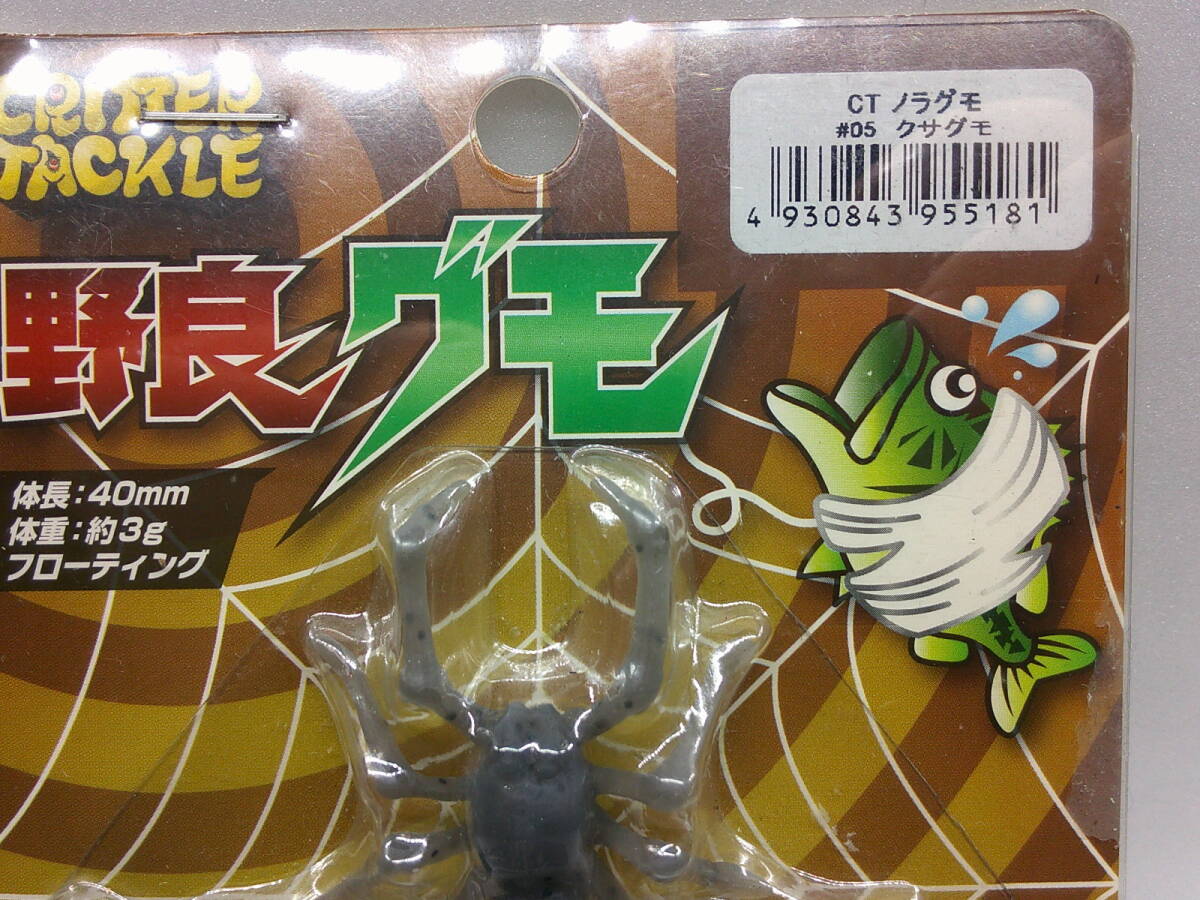 CRITTER
TACKLE
CT ノラグモ
#05 クサグモ
4 930843 955181
野良グモ
体長:40mm
体重:約3g
フローティング